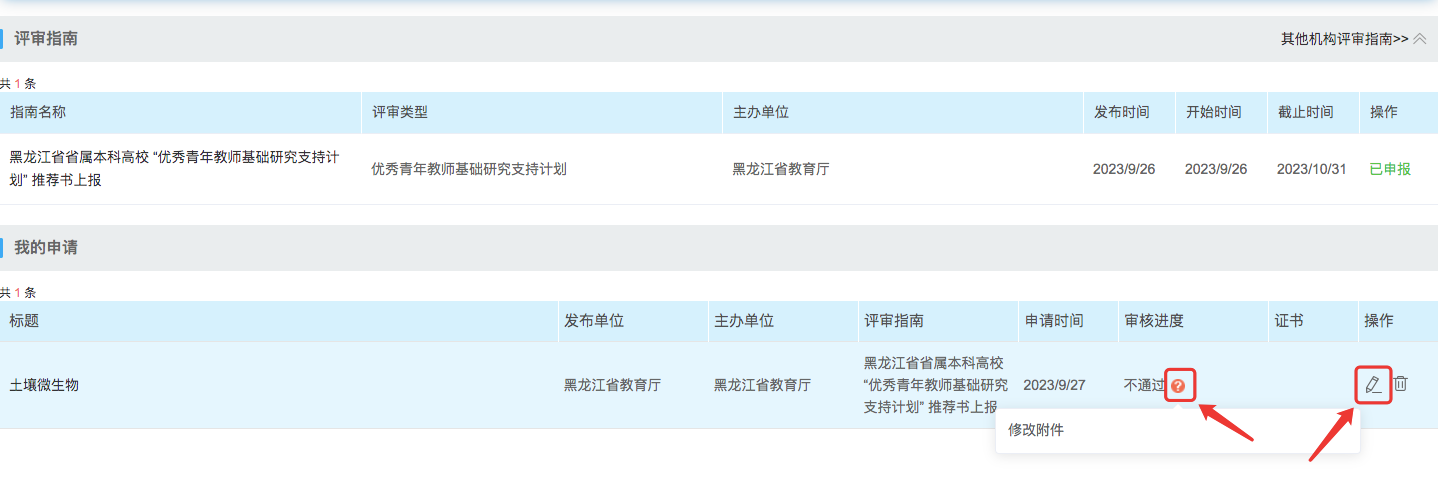 评审指南
其他机构评审指南>>
共 1 条
指南名称 评审类型 主办单位 发布时间 开始时间 截止时间 操作
黑龙江省省属本科高校 “优秀青年教师基础研究支持计
划” 推荐书上报
优秀青年教师基础研究支持计划 黑龙江省教育厅 2023/9/26 2023/9/26 2023/10/31 已申报
我的申请
共 1 条
标题 发布单位 主办单位 评审指南 申请时间 审核进度 证书 操作
土壤微生物 黑龙江省教育厅 黑龙江省教育厅
黑龙江省省属本科高校
“优秀青年教师基础研究
支持计划” 推荐书上报
2023/9/27 不通过 ?
修改附件